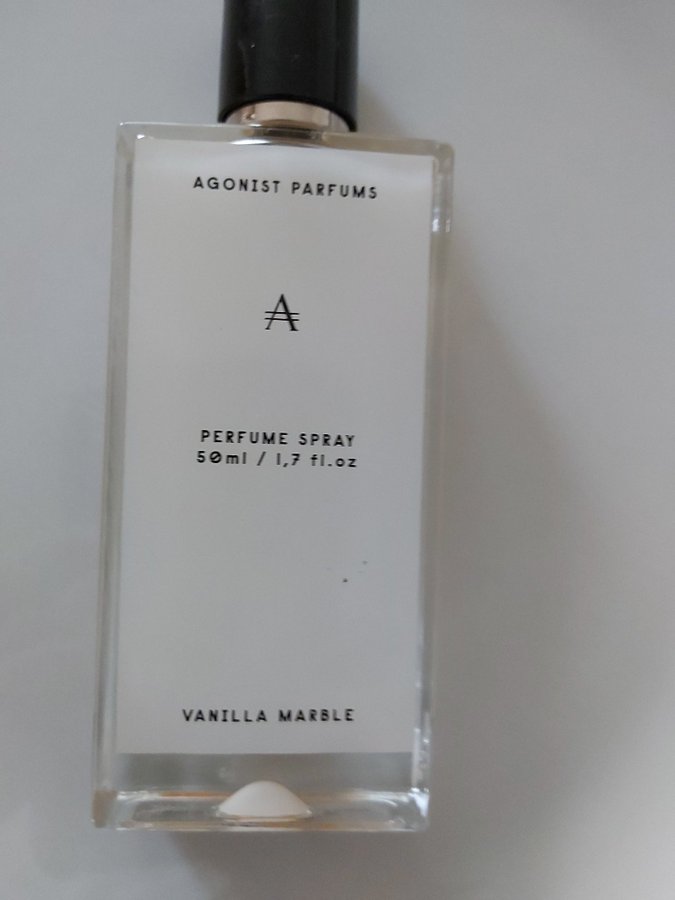 AGONIST PARFUMS
A
PERFUME SPRAY
50ml / 1,7 fl.oz
VANILLA MARBLE